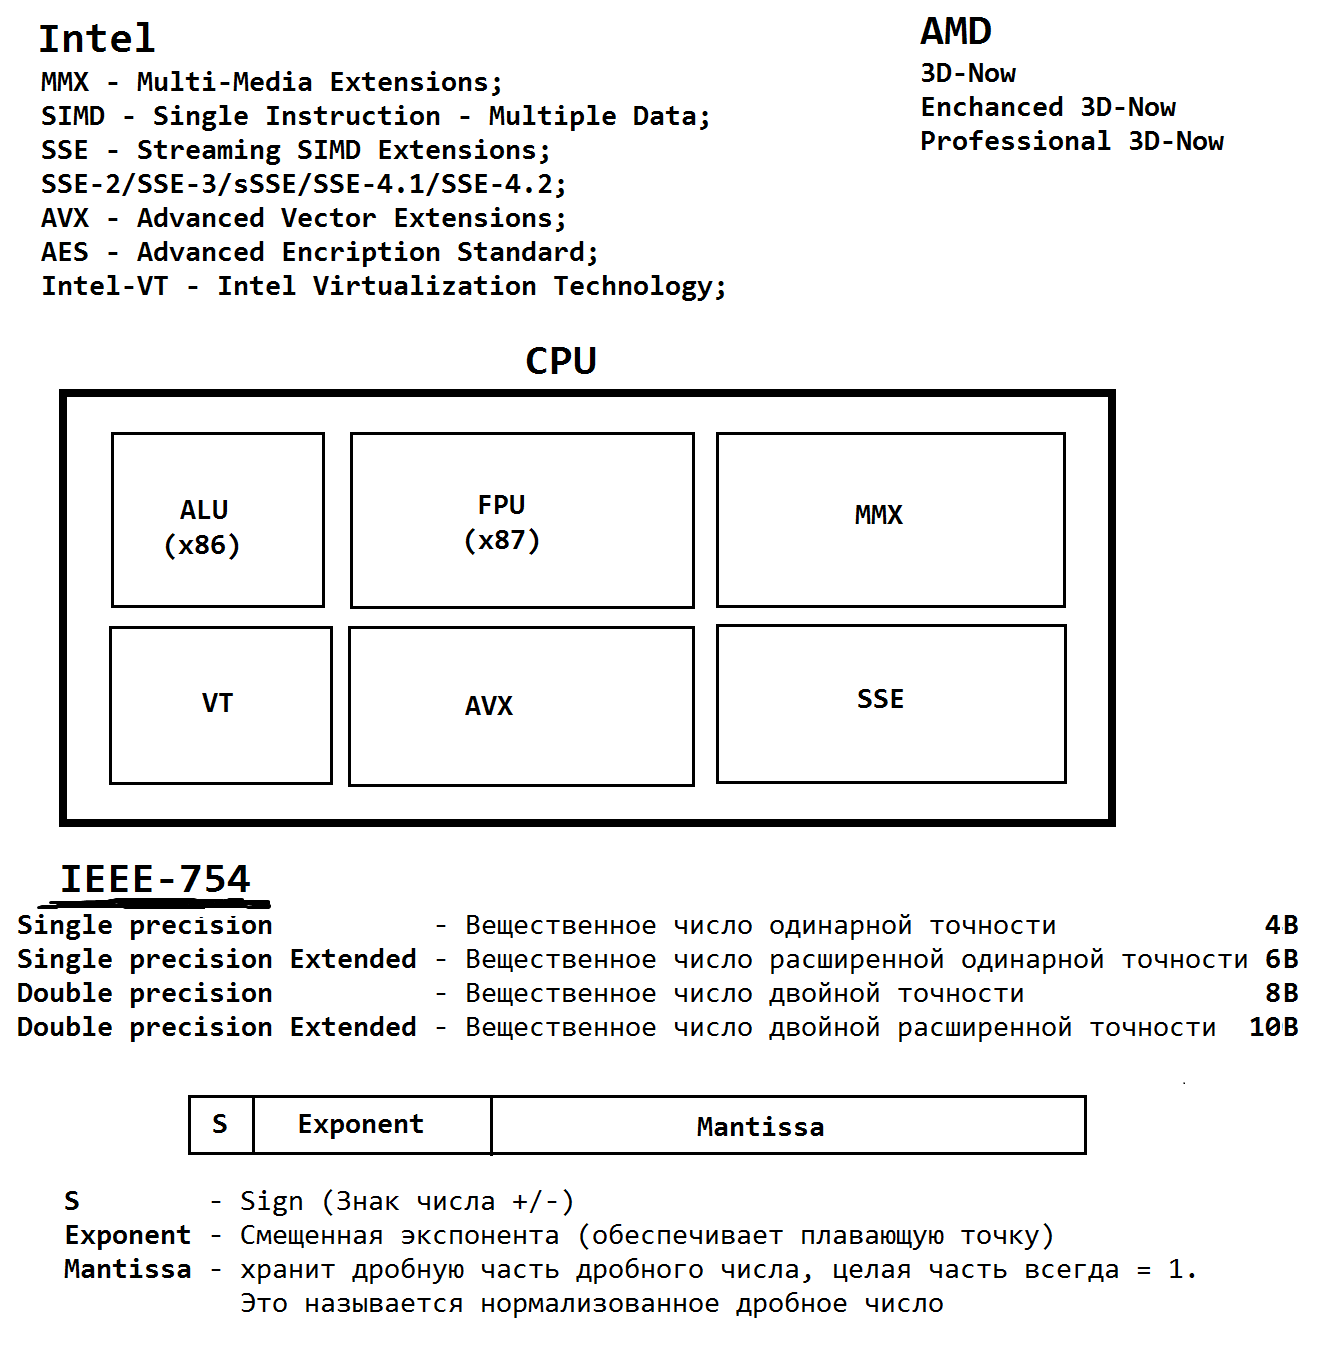 Intel
MMX - Multi-Media Extensions;
SIMD - Single Instruction - Multiple Data;
SSE - Streaming SIMD Extensions;
SSE-2/SSE-3/sSSE/SSE-4.1/SSE-4.2;
AVX - Advanced Vector Extensions;
AES - Advanced Encription Standard;
Intel-VT - Intel Virtualization Technology;
AMD
3D-Now
Enchanced 3D-Now
Professional 3D-Now
CPU
ALU
(x86)
FPU
(x87)
MMX
VT
AVX
SSE
IEEE-754
Single precision - Вещественное число одинарной точности 4B
Single precision Extended - Вещественное число расширенной одинарной точности 6B
Double precision - Вещественное число двойной точности 8B
Double precision Extended - Вещественное число двойной расширенной точности 10B
S Exponent Mantissa
S - Sign (Знак числа +/-)
Exponent - Смещенная экспонента (обеспечивает плавающую точку)
Mantissa - хранит дробную часть дробного числа, целая часть всегда = 1.
Это называется нормализованное дробное число